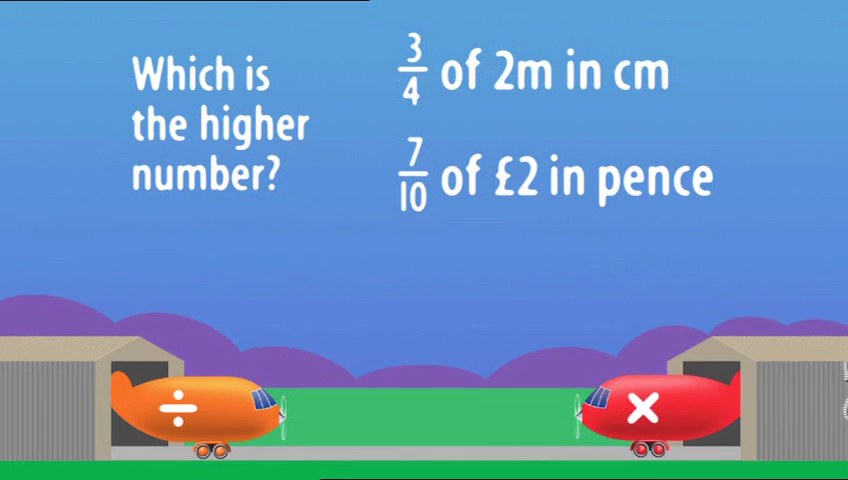 Which is
the higher
number?
3/4 of 2m in cm
7/10 of £2 in pence
÷
×